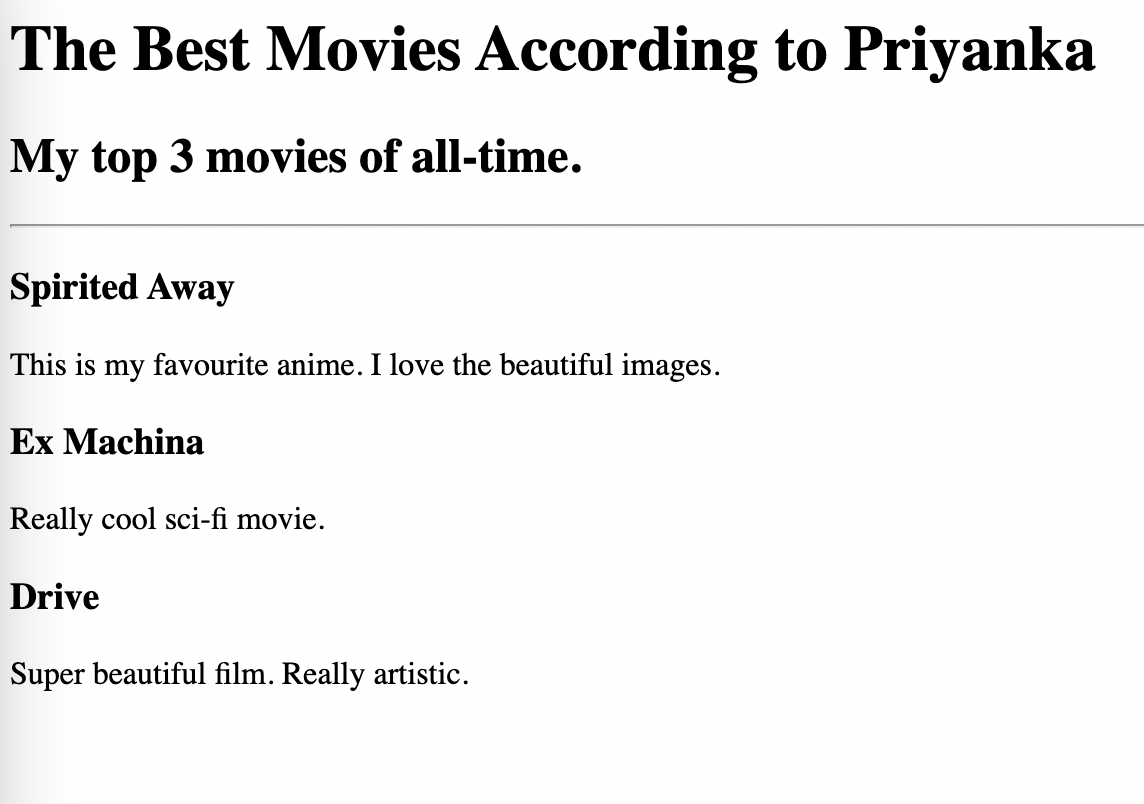 The Best Movies According to Priyanka
My top 3 movies of all-time.
Spirited Away
This is my favourite anime. I love the beautiful images.
Ex Machina
Really cool sci-fi movie.
Drive
Super beautiful film. Really artistic.